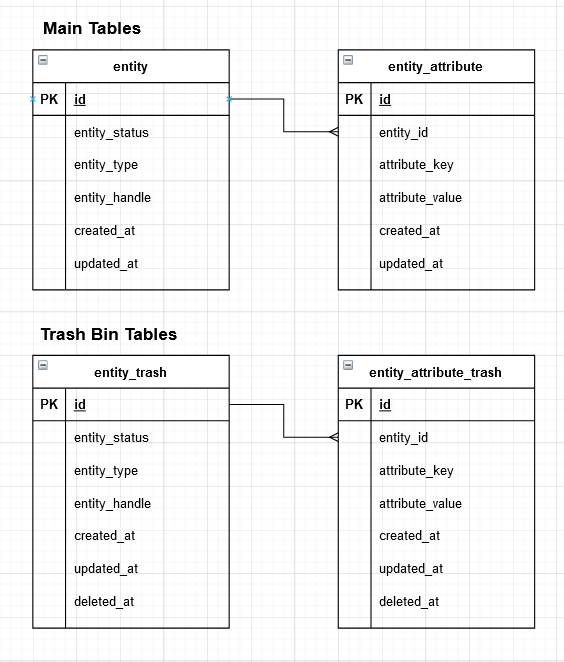 Main Tables
entity
PK id
entity_status
entity_type
entity_handle
created_at
updated_at
entity_attribute
PK id
entity_id
attribute_key
attribute_value
created_at
updated_at
Trash Bin Tables
entity_trash
PK id
entity_status
entity_type
entity_handle
created_at
updated_at
deleted_at
entity_attribute_trash
PK id
entity_id
attribute_key
attribute_value
created_at
updated_at
deleted_at